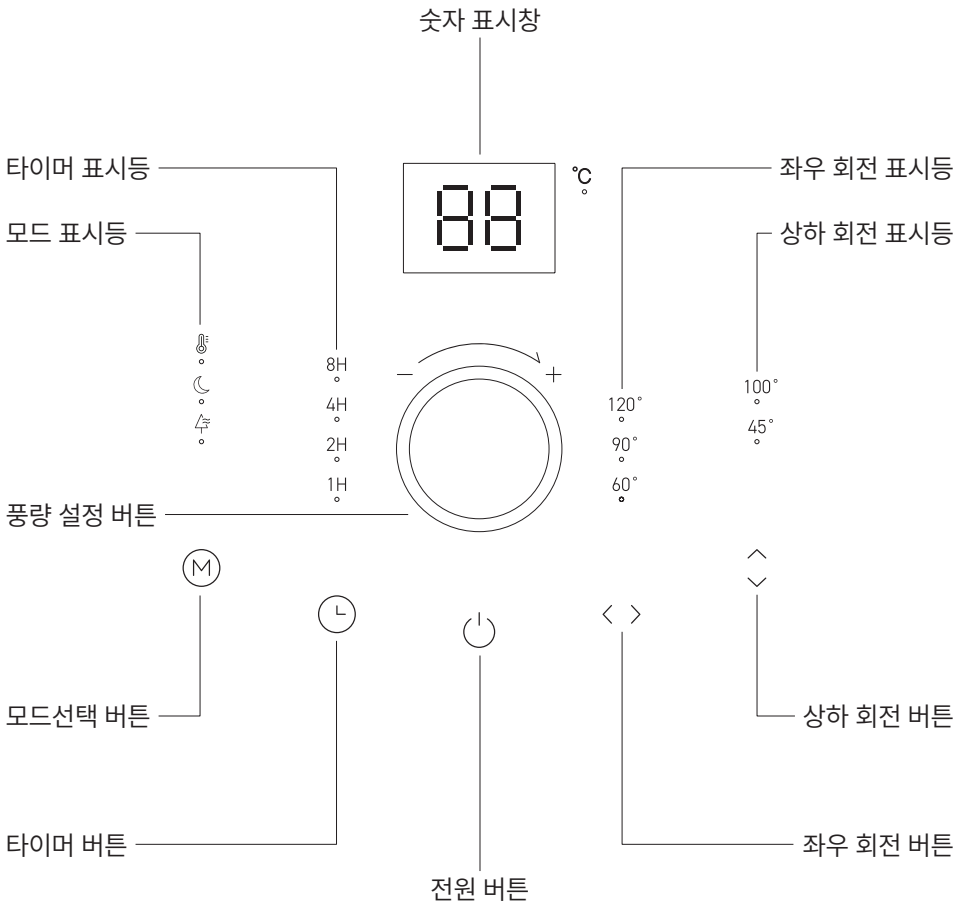 숫자 표시창
타이머 표시등
좌우 회전 표시등
모드 표시등
상하 회전 표시등
88
°C
8H
4H
2H
1H
−
+
120°
90°
60°
100°
45°
풍량 설정 버튼
M
모드선택 버튼
상하 회전 버튼
타이머 버튼
좌우 회전 버튼
전원 버튼